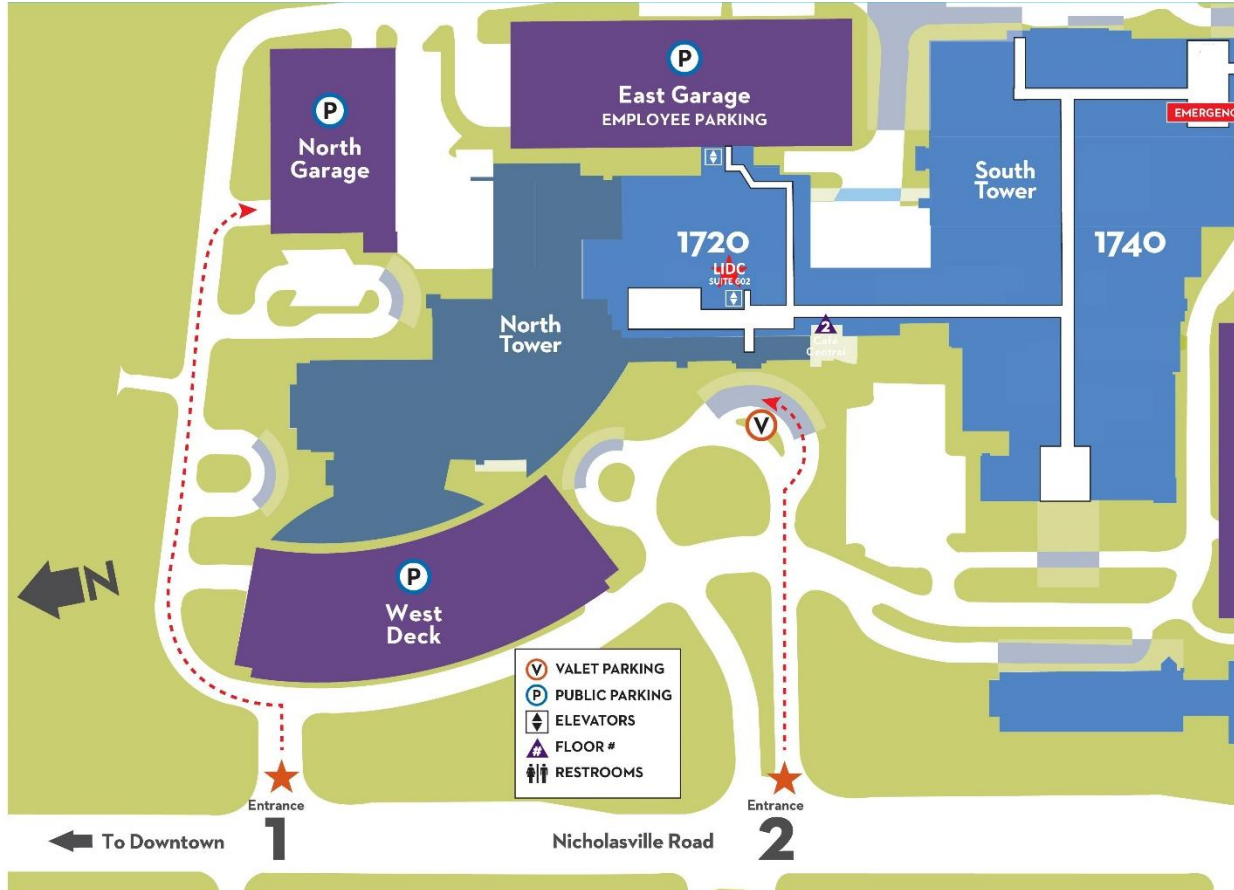 P
North
Garage
P
East Garage
EMPLOYEE PARKING
EMERGENC
South
Tower
1720
LIDC
SUITE 602
1740
North
Tower
2
Café
Central
V
N
P
West
Deck
V VALET PARKING
P PUBLIC PARKING
ELEVATORS
# FLOOR #
RESTROOMS
Entrance
1
Entrance
2
To Downtown
Nicholasville Road